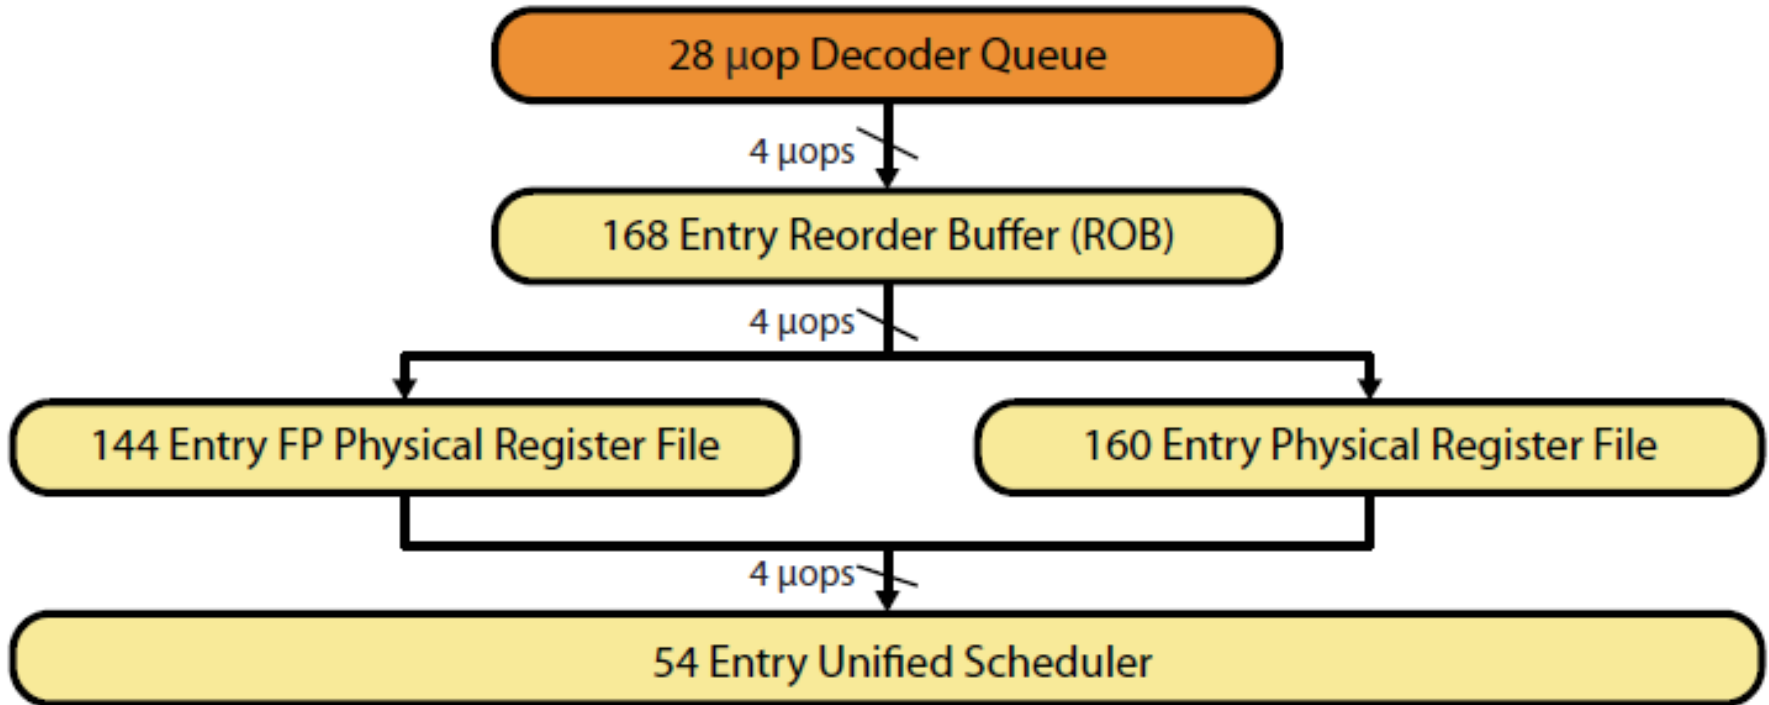 28 μop Decoder Queue
4 μops
168 Entry Reorder Buffer (ROB)
4 μops
144 Entry FP Physical Register File
160 Entry Physical Register File
4 μops
54 Entry Unified Scheduler